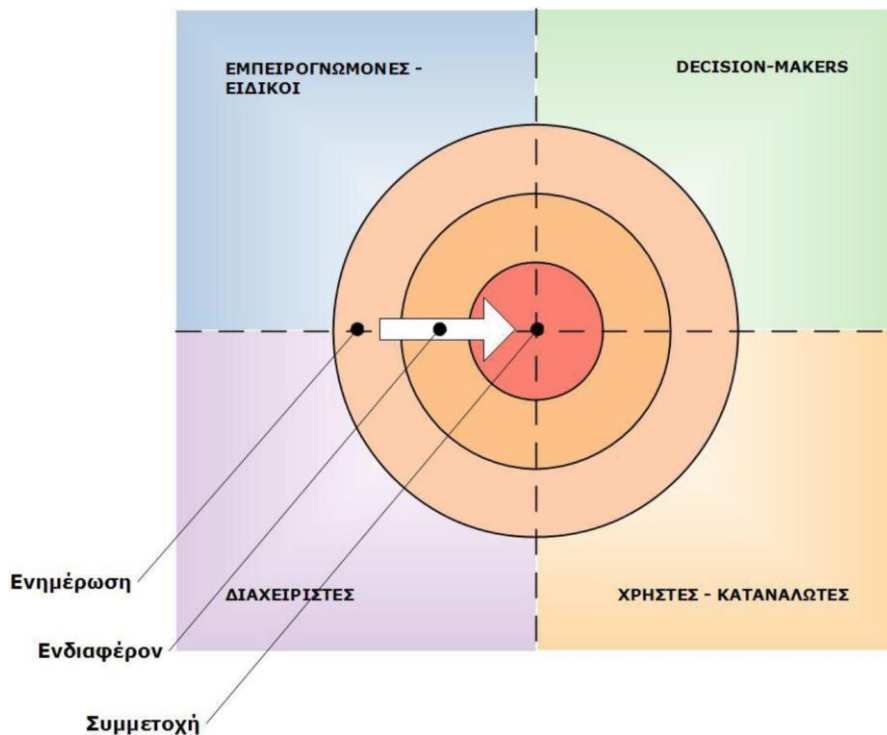 ΕΜΠΕΙΡΟΓΝΩΜΟΝΕΣ -
ΕΙΔΙΚΟΙ
DECISION-MAKERS
ΔΙΑΧΕΙΡΙΣΤΕΣ
ΧΡΗΣΤΕΣ - ΚΑΤΑΝΑΛΩΤΕΣ
Ενημέρωση
Ενδιαφέρον
Συμμετοχή